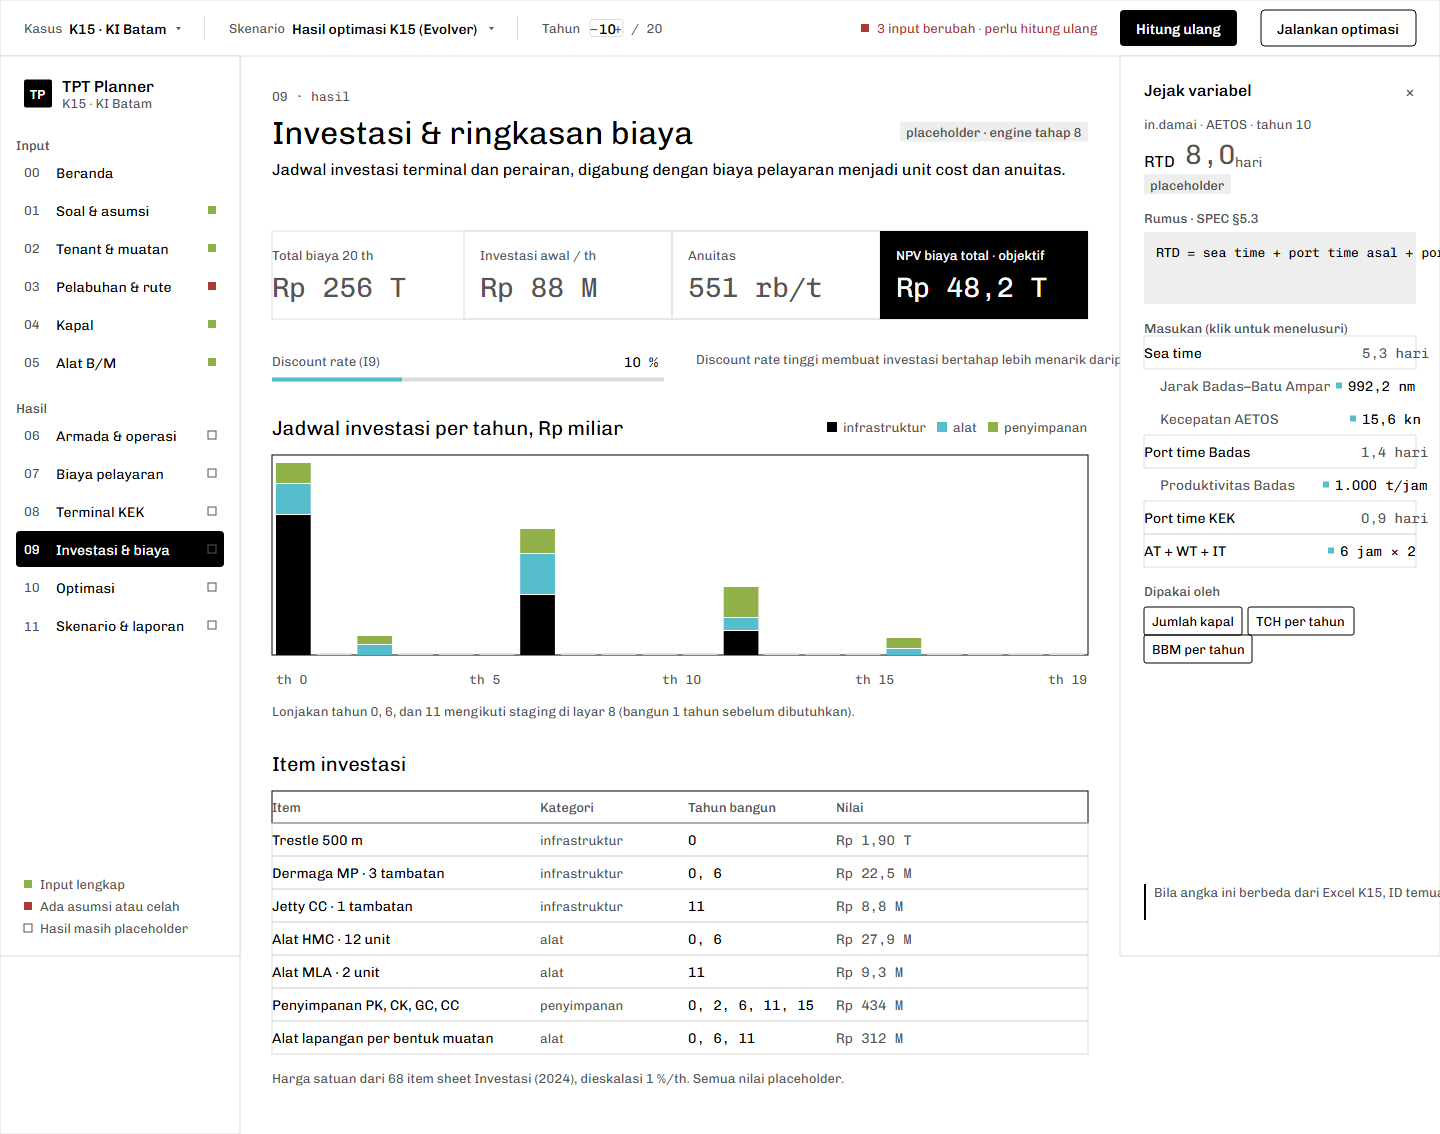 Kasus K15 · KI Batam
Skenario Hasil optimasi K15 (Evolver)
Tahun −10+ / 20
3 input berubah · perlu hitung ulang
Hitung ulang
Jalankan optimasi
TP
TPT Planner
K15 · KI Batam
Input
00 Beranda
01 Soal & asumsi
02 Tenant & muatan
03 Pelabuhan & rute
04 Kapal
05 Alat B/M
Hasil
06 Armada & operasi
07 Biaya pelayaran
08 Terminal KEK
09 Investasi & biaya
10 Optimasi
11 Skenario & laporan
Input lengkap
Ada asumsi atau celah
Hasil masih placeholder
09 · hasil
Investasi & ringkasan biaya
placeholder · engine tahap 8
Jadwal investasi terminal dan perairan, digabung dengan biaya pelayaran menjadi unit cost dan anuitas.
Total biaya 20 th
Rp 256 T
Investasi awal / th
Rp 88 M
Anuitas
551 rb/t
NPV biaya total · objektif
Rp 48,2 T
Discount rate (I9)
10 %
Discount rate tinggi membuat investasi bertahap lebih menarik darip
Jadwal investasi per tahun, Rp miliar
infrastruktur
alat
penyimpanan
th 0
th 5
th 10
th 15
th 19
Lonjakan tahun 0, 6, dan 11 mengikuti staging di layar 8 (bangun 1 tahun sebelum dibutuhkan).
Item investasi
Item Kategori Tahun bangun Nilai
Trestle 500 m infrastruktur 0 Rp 1,90 T
Dermaga MP · 3 tambatan infrastruktur 0, 6 Rp 22,5 M
Jetty CC · 1 tambatan infrastruktur 11 Rp 8,8 M
Alat HMC · 12 unit alat 0, 6 Rp 27,9 M
Alat MLA · 2 unit alat 11 Rp 9,3 M
Penyimpanan PK, CK, GC, CC penyimpanan 0, 2, 6, 11, 15 Rp 434 M
Alat lapangan per bentuk muatan alat 0, 6, 11 Rp 312 M
Harga satuan dari 68 item sheet Investasi (2024), dieskalasi 1 %/th. Semua nilai placeholder.
Jejak variabel
×
in.damai · AETOS · tahun 10
RTD 8,0 hari
placeholder
Rumus · SPEC §5.3
RTD = sea time + port time asal + por
Masukan (klik untuk menelusuri)
Sea time 5,3 hari
Jarak Badas–Batu Ampar 992,2 nm
Kecepatan AETOS 15,6 kn
Port time Badas 1,4 hari
Produktivitas Badas 1.000 t/jam
Port time KEK 0,9 hari
AT + WT + IT 6 jam × 2
Dipakai oleh
Jumlah kapal
TCH per tahun
BBM per tahun
Bila angka ini berbeda dari Excel K15, ID temua